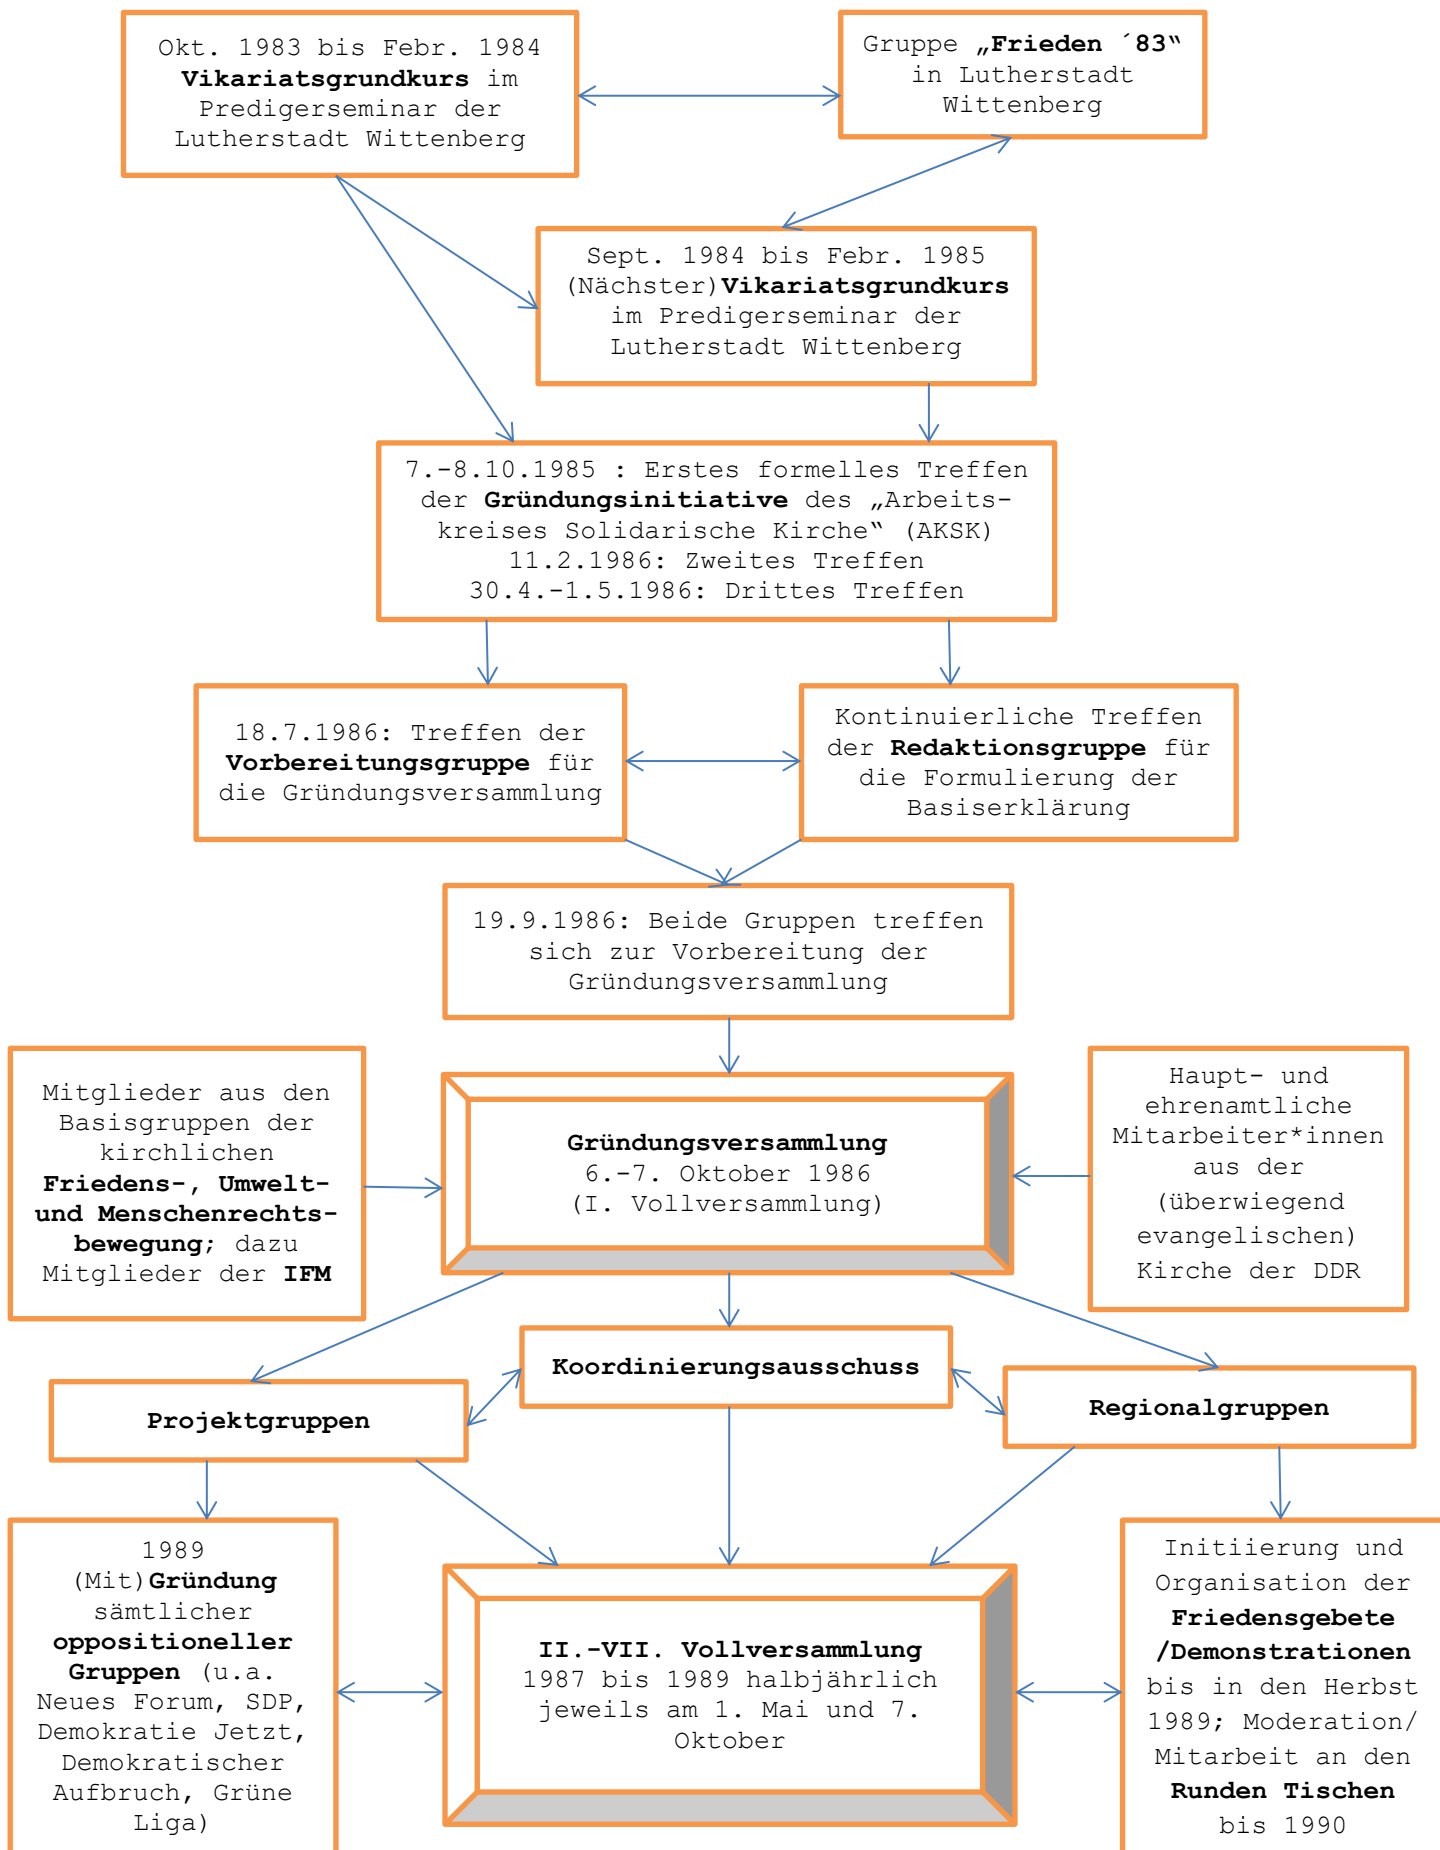 Okt. 1983 bis Febr. 1984
Vikariatsgrundkurs im
Predigerseminar der
Lutherstadt Wittenberg
Gruppe „Frieden ´83“
in Lutherstadt
Wittenberg
Sept. 1984 bis Febr. 1985
(Nächster)Vikariatsgrundkurs
im Predigerseminar der
Lutherstadt Wittenberg
7.-8.10.1985 : Erstes formelles Treffen
der Gründungsinitiative des „Arbeits-
kreises Solidarische Kirche“ (AKSK)
11.2.1986: Zweites Treffen
30.4.-1.5.1986: Drittes Treffen
18.7.1986: Treffen der
Vorbereitungsgruppe für
die Gründungsversammlung
Kontinuierliche Treffen
der Redaktionsgruppe für
die Formulierung der
Basiserklärung
19.9.1986: Beide Gruppen treffen
sich zur Vorbereitung der
Gründungsversammlung
Mitglieder aus den
Basisgruppen der
kirchlichen
Friedens-, Umwelt-
und Menschenrechts-
bewegung; dazu
Mitglieder der IFM
Gründungsversammlung
6.-7. Oktober 1986
(I. Vollversammlung)
Haupt- und
ehrenamtliche
Mitarbeiter*innen
aus der
(überwiegend
evangelischen)
Kirche der DDR
Koordinierungsausschuss
Projektgruppen
Regionalgruppen
1989
(Mit)Gründung
sämtlicher
oppositioneller
Gruppen (u.a.
Neues Forum, SDP,
Demokratie Jetzt,
Demokratischer
Aufbruch, Grüne
Liga)
II.-VII. Vollversammlung
1987 bis 1989 halbjährlich
jeweils am 1. Mai und 7.
Oktober
Initiierung und
Organisation der
Friedensgebete
/Demonstrationen
bis in den Herbst
1989; Moderation/
Mitarbeit an den
Runden Tischen
bis 1990